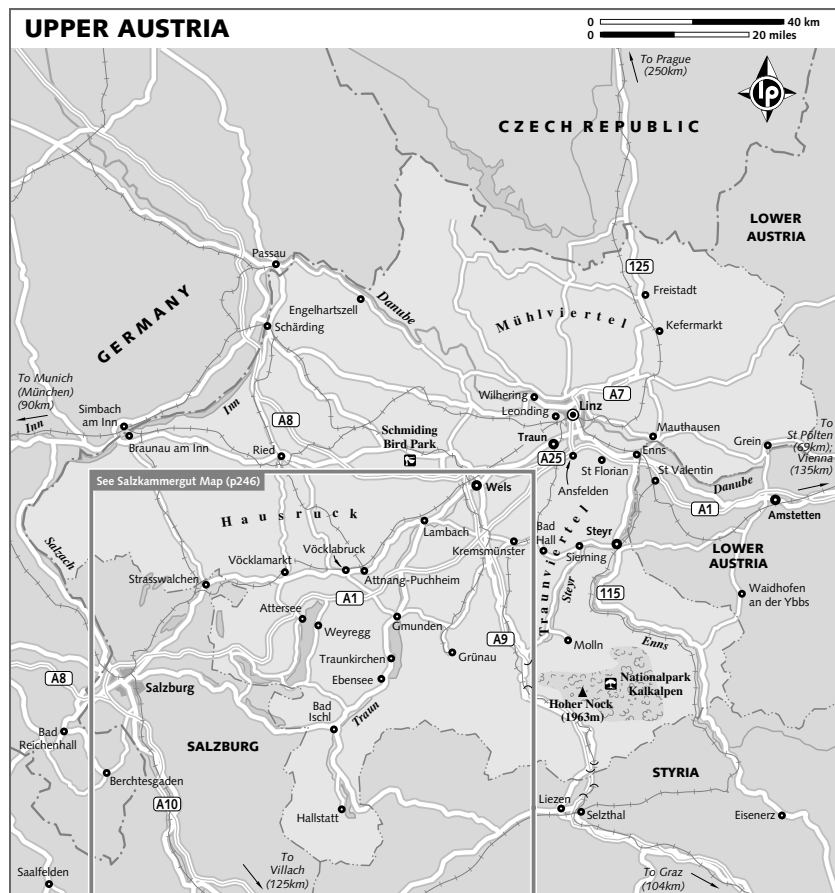 UPPER AUSTRIA
0 40 km
0 20 miles
To Prague
(250km)
lp
CZECH REPUBLIC
LOWER
AUSTRIA
Passau
125
Freistadt
Engelhartszell
Danube
Mühlviertel
Schärding
Kefermarkt
GERMANY
To Munich
(München)
(90km)
Inn
Simbach
am Inn
Inn
Braunau am Inn
A8
Ried
Schmiding
Bird Park
Wilhering
Leonding
Linz
A7
Traun
Mauthausen
Grein
To
St Pölten
(69km);
Vienna
(135km)
A25
St Florian
Enns
Ansfelden
St Valentin
Danube
A1
Amstetten
See Salzkammergut Map (p246)
Wels
Hausruck
Lambach
Kremsmünster
Bad
Hall
Sierning
Steyr
LOWER
AUSTRIA
Salzach
Vöcklabruck
Vöcklamarkt
Strasswalchen
Attnang-Puchheim
A1
Attersee
Weyregg
Gmunden
Traunviertel
Steyr
115
Waidhofen
an der Ybbs
Enns
A9
Traunkirchen
Grünau
Molln
Ebensee
A8
Salzburg
Nationalpark
Kalkalpen
Hoher Nock
(1963m)
Bad
Ischl
Traun
Bad
Reichenhall
SALZBURG
Berchtesgaden
STYRIA
A10
Hallstatt
Liezen
Selzthal
Eisenerz
Saalfelden
To
Villach
(125km)
To Graz
(104km)